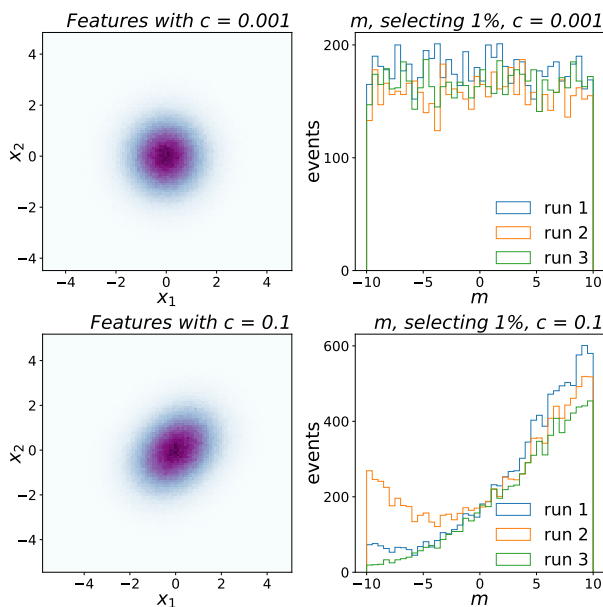 Features with c = 0.001
x₂
4
2
0
−2
−4
−4 −2 0 2 4
x₁
m, selecting 1%, c = 0.001
events
200
100
0
run 1
run 2
run 3
−10 −5 0 5 10
m
Features with c = 0.1
x₂
4
2
0
−2
−4
−4 −2 0 2 4
x₁
m, selecting 1%, c = 0.1
events
600
400
200
0
run 1
run 2
run 3
−10 −5 0 5 10
m